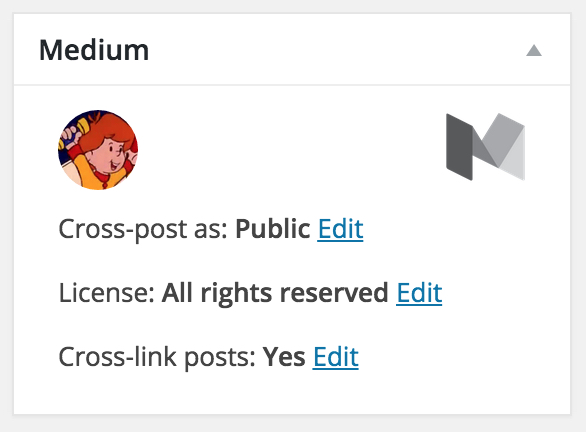 Medium
Cross-post as: Public Edit
License: All rights reserved Edit
Cross-link posts: Yes Edit